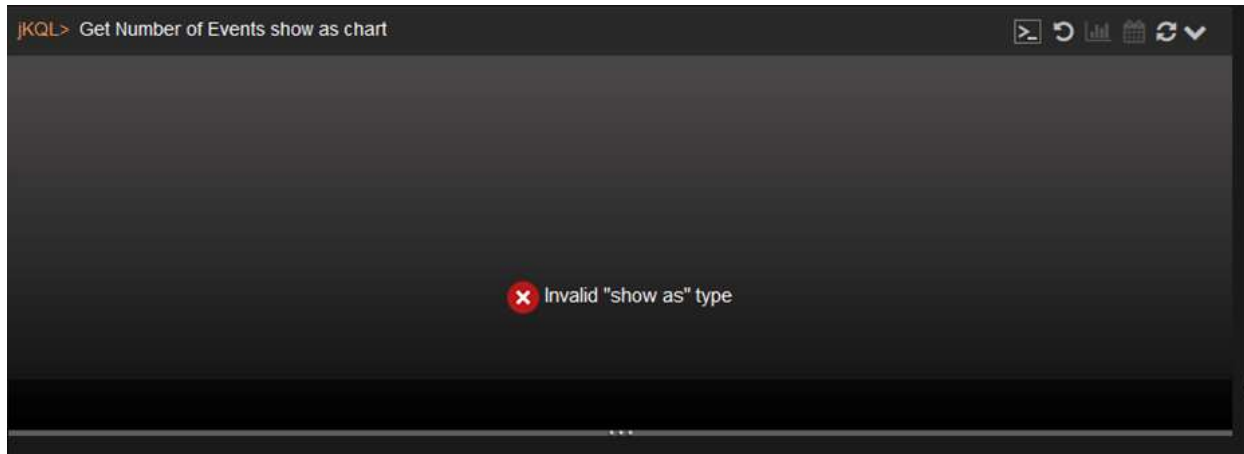 jKQL> Get Number of Events show as chart
Invalid "show as" type